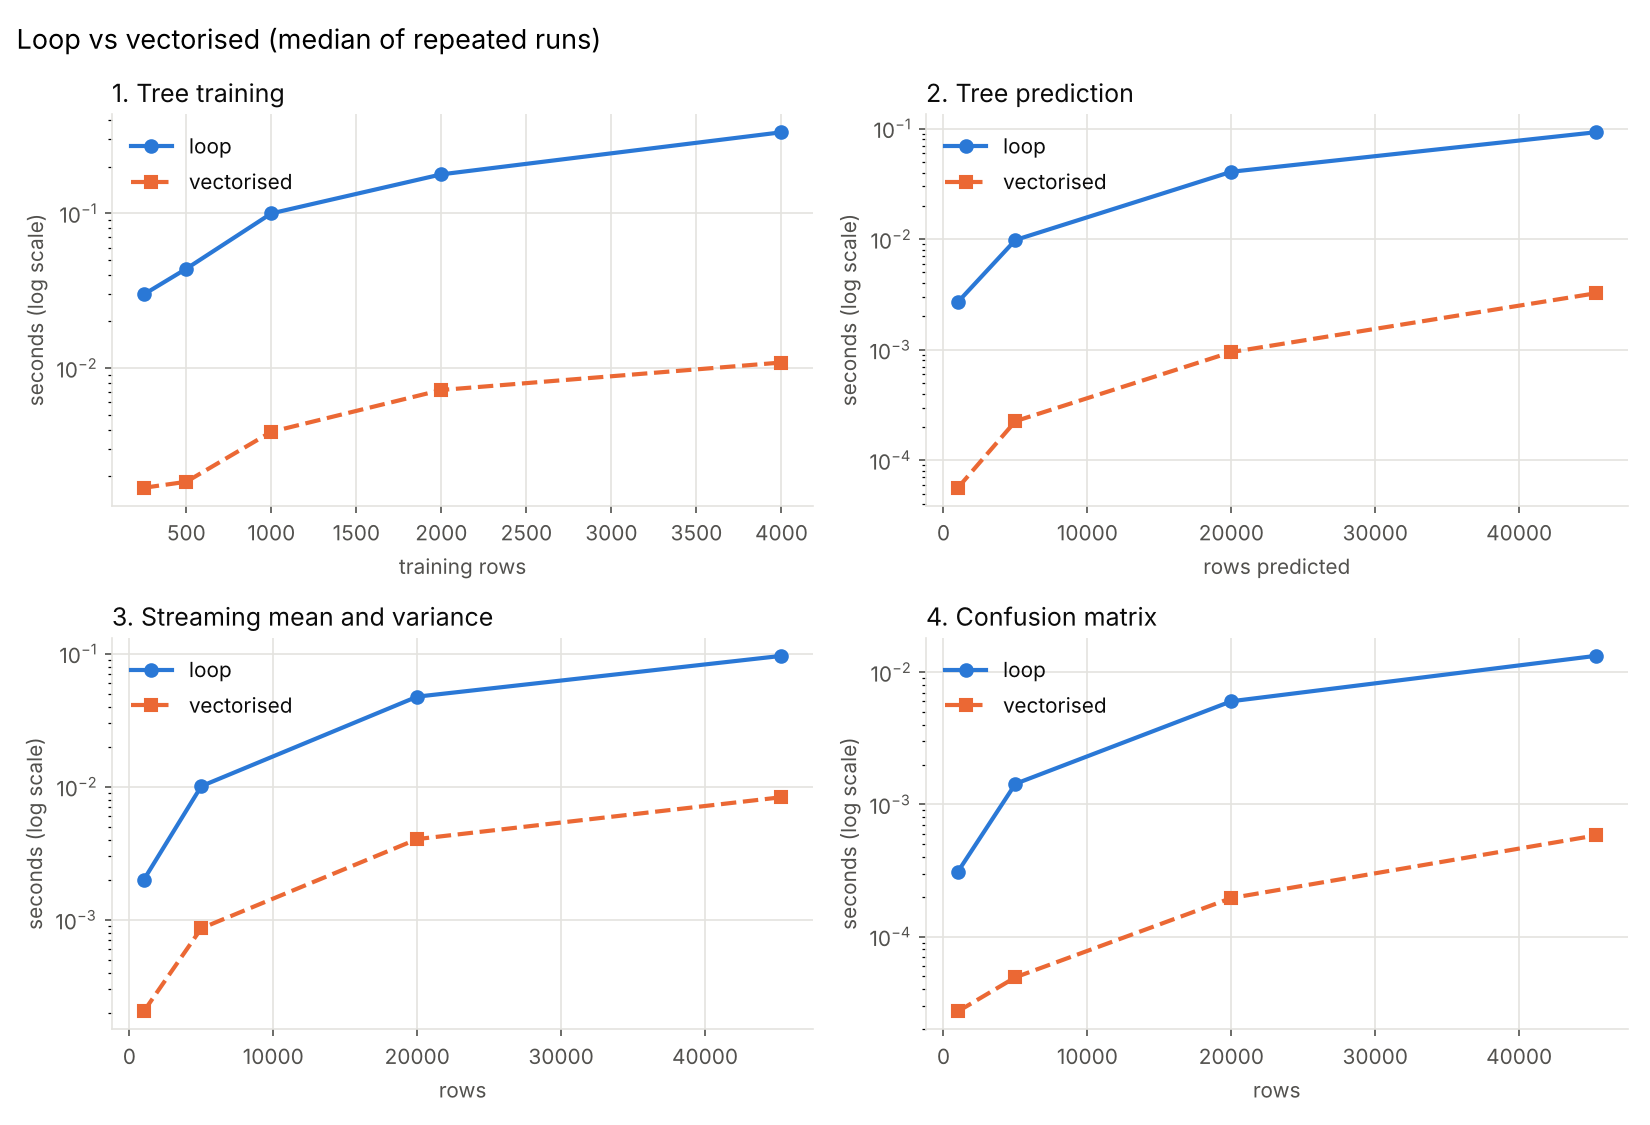 Loop vs vectorised (median of repeated runs)
1. Tree training
loop
vectorised
seconds (log scale)
10⁻¹
10⁻²
500 1000 1500 2000 2500 3000 3500 4000
training rows
2. Tree prediction
loop
vectorised
seconds (log scale)
10⁻¹
10⁻²
10⁻³
10⁻⁴
0 10000 20000 30000 40000
rows predicted
3. Streaming mean and variance
loop
vectorised
seconds (log scale)
10⁻¹
10⁻²
10⁻³
0 10000 20000 30000 40000
rows
4. Confusion matrix
loop
vectorised
seconds (log scale)
10⁻²
10⁻³
10⁻⁴
0 10000 20000 30000 40000
rows